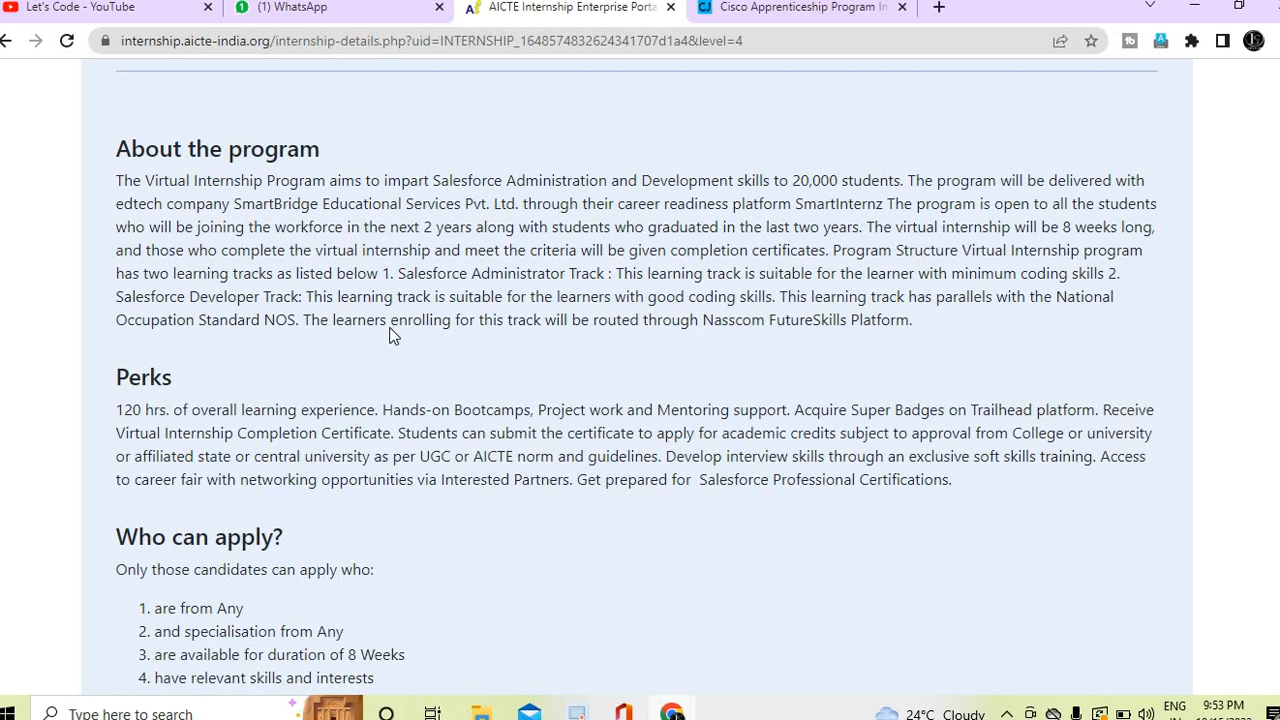 Let's Code - YouTube
(1) WhatsApp
AICTE Internship Enterprise Porta
Cisco Apprenticeship Program In
internship.aicte-india.org/internship-details.php?uid=INTERNSHIP_1648574832624341707d1a4&level=4
About the program
The Virtual Internship Program aims to impart Salesforce Administration and Development skills to 20,000 students. The program will be delivered with
edtech company SmartBridge Educational Services Pvt. Ltd. through their career readiness platform SmartInternz The program is open to all the students
who will be joining the workforce in the next 2 years along with students who graduated in the last two years. The virtual internship will be 8 weeks long,
and those who complete the virtual internship and meet the criteria will be given completion certificates. Program Structure Virtual Internship program
has two learning tracks as listed below 1. Salesforce Administrator Track : This learning track is suitable for the learner with minimum coding skills 2.
Salesforce Developer Track: This learning track is suitable for the learners with good coding skills. This learning track has parallels with the National
Occupation Standard NOS. The learners enrolling for this track will be routed through Nasscom FutureSkills Platform.
Perks
120 hrs. of overall learning experience. Hands-on Bootcamps, Project work and Mentoring support. Acquire Super Badges on Trailhead platform. Receive
Virtual Internship Completion Certificate. Students can submit the certificate to apply for academic credits subject to approval from College or university
or affiliated state or central university as per UGC or AICTE norm and guidelines. Develop interview skills through an exclusive soft skills training. Access
to career fair with networking opportunities via Interested Partners. Get prepared for Salesforce Professional Certifications.
Who can apply?
Only those candidates can apply who:
1. are from Any
2. and specialisation from Any
3. are available for duration of 8 Weeks
4. have relevant skills and interests
Type here to search
24°C Cloudy
ENG
9:53 PM